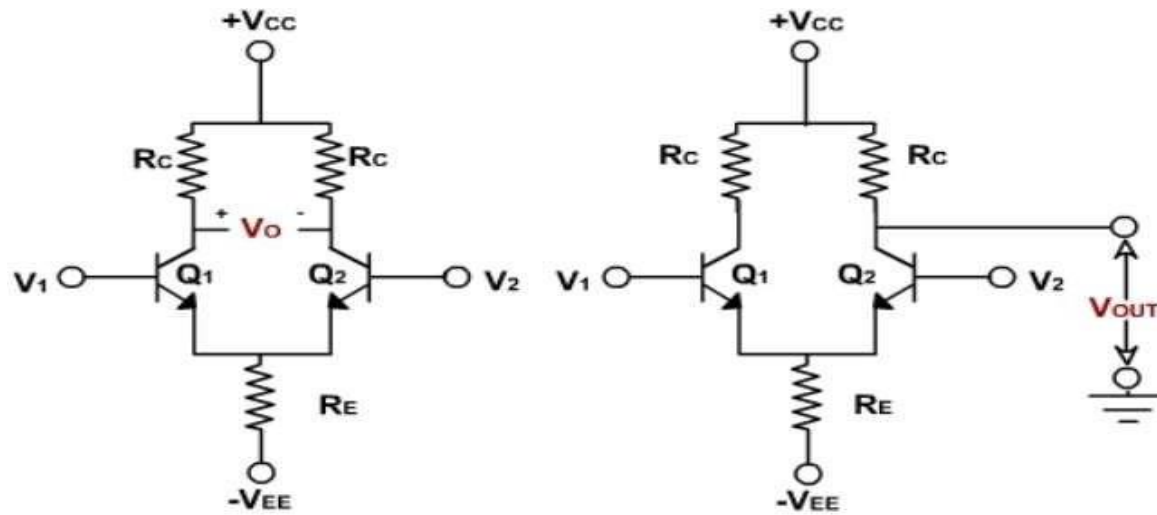 +VCC
RC
RC
+ VO -
V1
Q1
Q2
V2
RE
-VEE
+VCC
RC
RC
V1
Q1
Q2
V2
VOUT
RE
-VEE